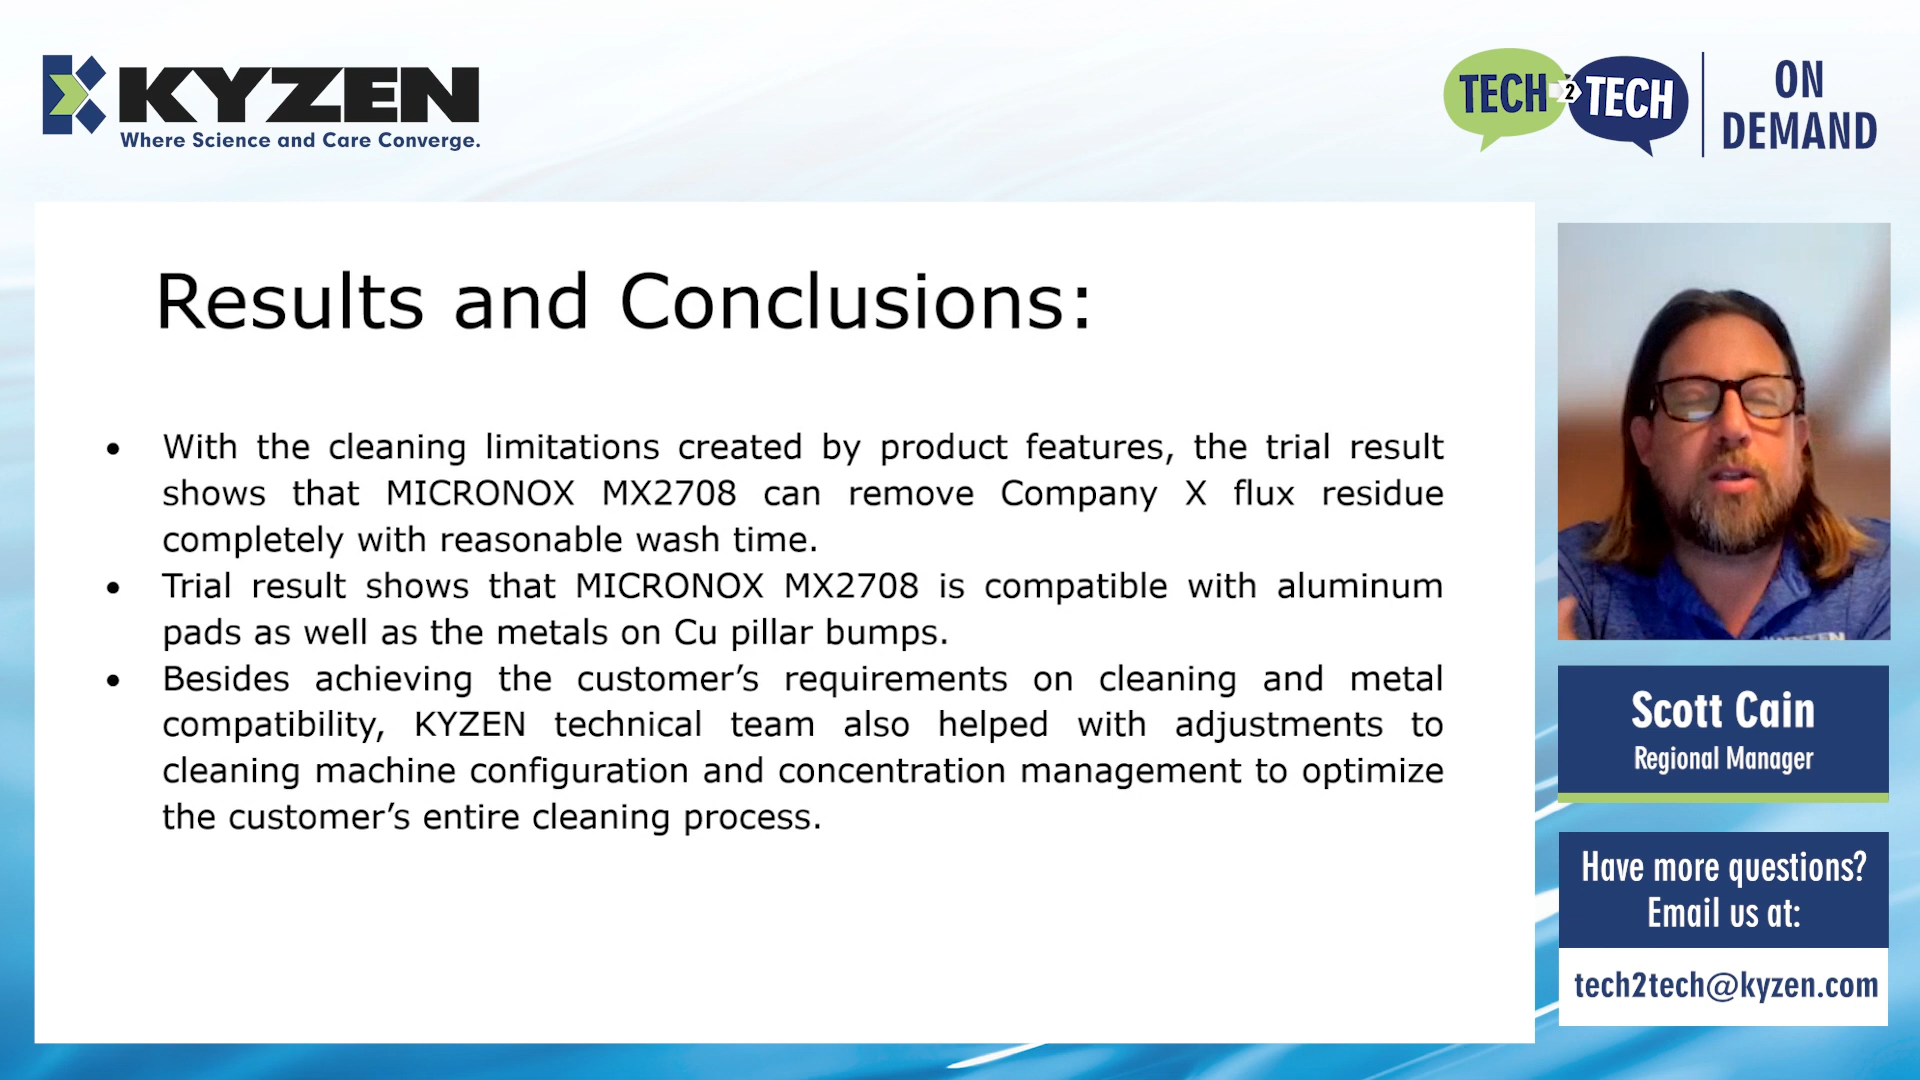 KYZEN
Where Science and Care Converge.
TECH 2 TECH
ON
DEMAND
Results and Conclusions:
• With the cleaning limitations created by product features, the trial result
shows that MICRONOX MX2708 can remove Company X flux residue
completely with reasonable wash time.
• Trial result shows that MICRONOX MX2708 is compatible with aluminum
pads as well as the metals on Cu pillar bumps.
• Besides achieving the customer’s requirements on cleaning and metal
compatibility, KYZEN technical team also helped with adjustments to
cleaning machine configuration and concentration management to optimize
the customer’s entire cleaning process.
KYZEN
Scott Cain
Regional Manager
Have more questions?
Email us at:
tech2tech@kyzen.com